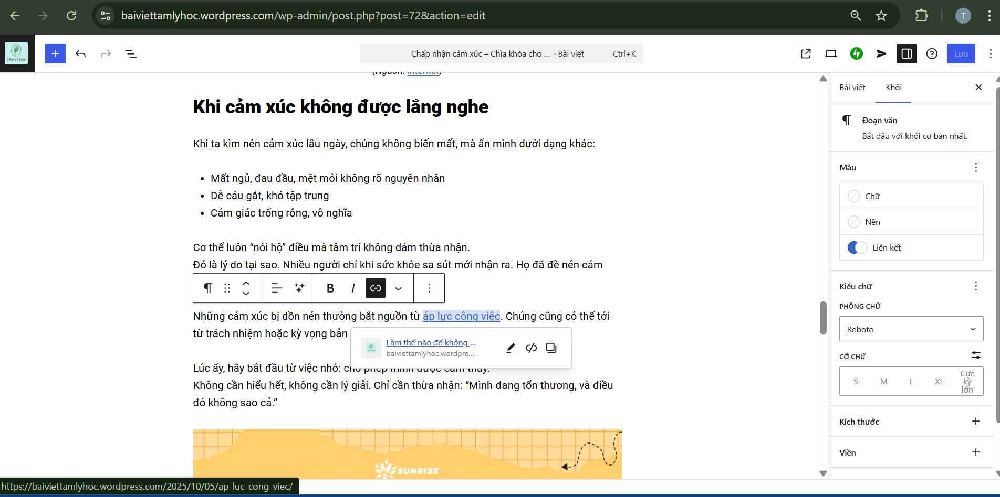 baiviettamlyhoc.wordpress.com/wp-admin/post.php?post=72&action=edit
T
TÂM LÝ HỌC
Chấp nhận cảm xúc – Chìa khóa cho ... · Bài viết
Ctrl+K
Lưu
(Nguồn: Internet)
Khi cảm xúc không được lắng nghe
Khi ta kìm nén cảm xúc lâu ngày, chúng không biến mất, mà ẩn mình dưới dạng khác:
• Mất ngủ, đau đầu, mệt mỏi không rõ nguyên nhân
• Dễ cáu gắt, khó tập trung
• Cảm giác trống rỗng, vô nghĩa
Cơ thể luôn “nói hộ” điều mà tâm trí không dám thừa nhận.
Đó là lý do tại sao. Nhiều người chỉ khi sức khỏe sa sút mới nhận ra. Họ đã đè nén cảm
B I
Những cảm xúc bị dồn nén thường bắt nguồn từ áp lực công việc. Chúng cũng có thể tới
từ trách nhiệm hoặc kỳ vọng bản
Làm thế nào để không ...
baiviettamlyhoc.wordpre...
Lúc ấy, hãy bắt đầu từ việc nhỏ: cho phép mình được cảm thấy.
Không cần hiểu hết, không cần lý giải. Chỉ cần thừa nhận: “Mình đang tổn thương, và điều
đó không sao cả.”
SUNRISE
https://baiviettamlyhoc.wordpress.com/2025/10/05/ap-luc-cong-viec/
Bài viết
Khối
Đoạn văn
Bắt đầu với khối cơ bản nhất.
Màu
Chữ
Nền
Liên kết
Kiểu chữ
PHÔNG CHỮ
Roboto
CỠ CHỮ
S M L XL Cực kỳ lớn
Kích thước
Viền